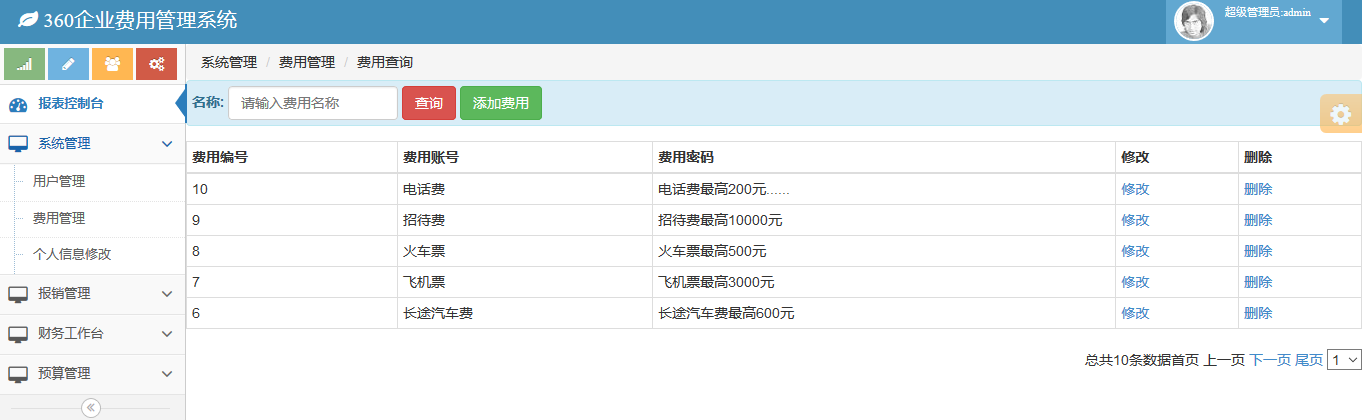 360企业费用管理系统
超级管理员:admin
系统管理 / 费用管理 / 费用查询
报表控制台
系统管理
用户管理
费用管理
个人信息修改
报销管理
财务工作台
预算管理
名称: 请输入费用名称 查询 添加费用
费用编号 费用账号 费用密码 修改 删除
10 电话费 电话费最高200元...... 修改 删除
9 招待费 招待费最高10000元 修改 删除
8 火车票 火车票最高500元 修改 删除
7 飞机票 飞机票最高3000元 修改 删除
6 长途汽车费 长途汽车费最高600元 修改 删除
总共10条数据首页 上一页 下一页 尾页 1